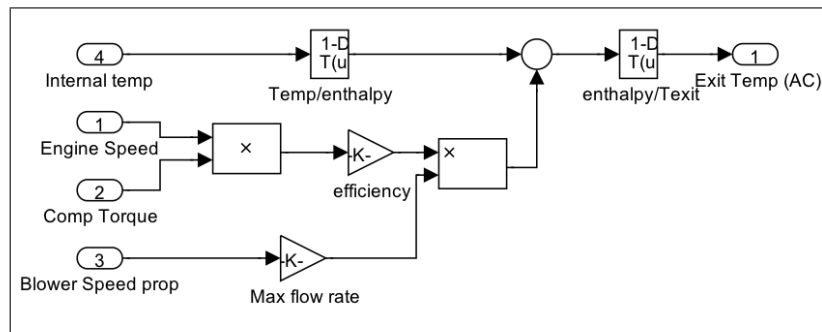 4
Internal temp
1-D
T(u
Temp/enthalpy
1-D
T(u
enthalpy/Texit
1
Exit Temp (AC)
1
Engine Speed
×
-K-
efficiency
×
2
Comp Torque
3
Blower Speed prop
-K-
Max flow rate